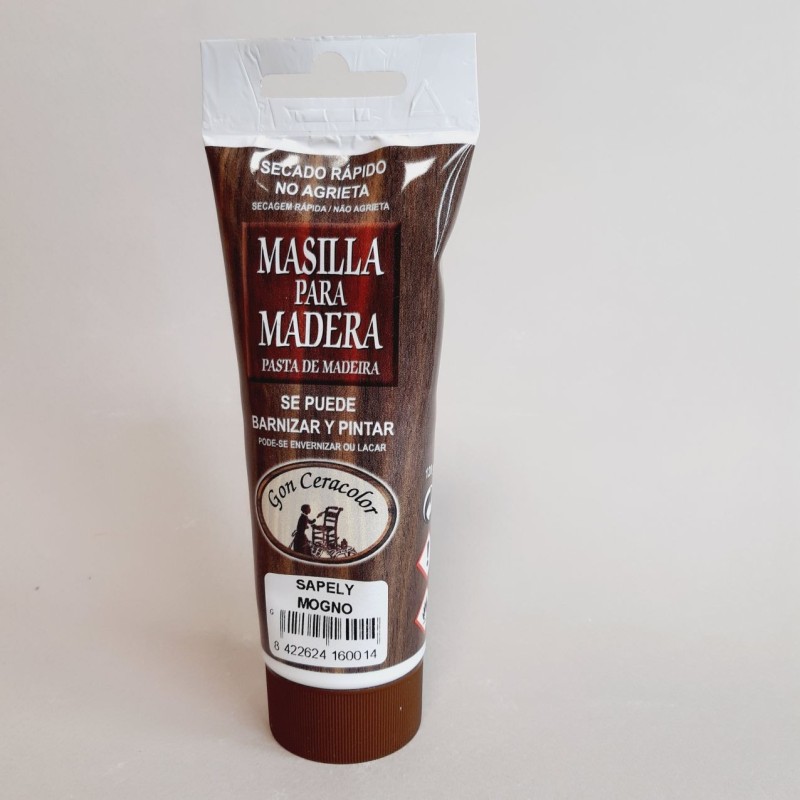 SECADO RÁPIDO
NO AGRIETA
SECAGEM RÁPIDA / NÃO AGRIETA
MASILLA
PARA
MADERA
PASTA DE MADEIRA
SE PUEDE
BARNIZAR Y PINTAR
PODE-SE ENVERNIZAR OU LACAR
Gon Ceracolor
SAPELY
MOGNO
G
8 422624 160014